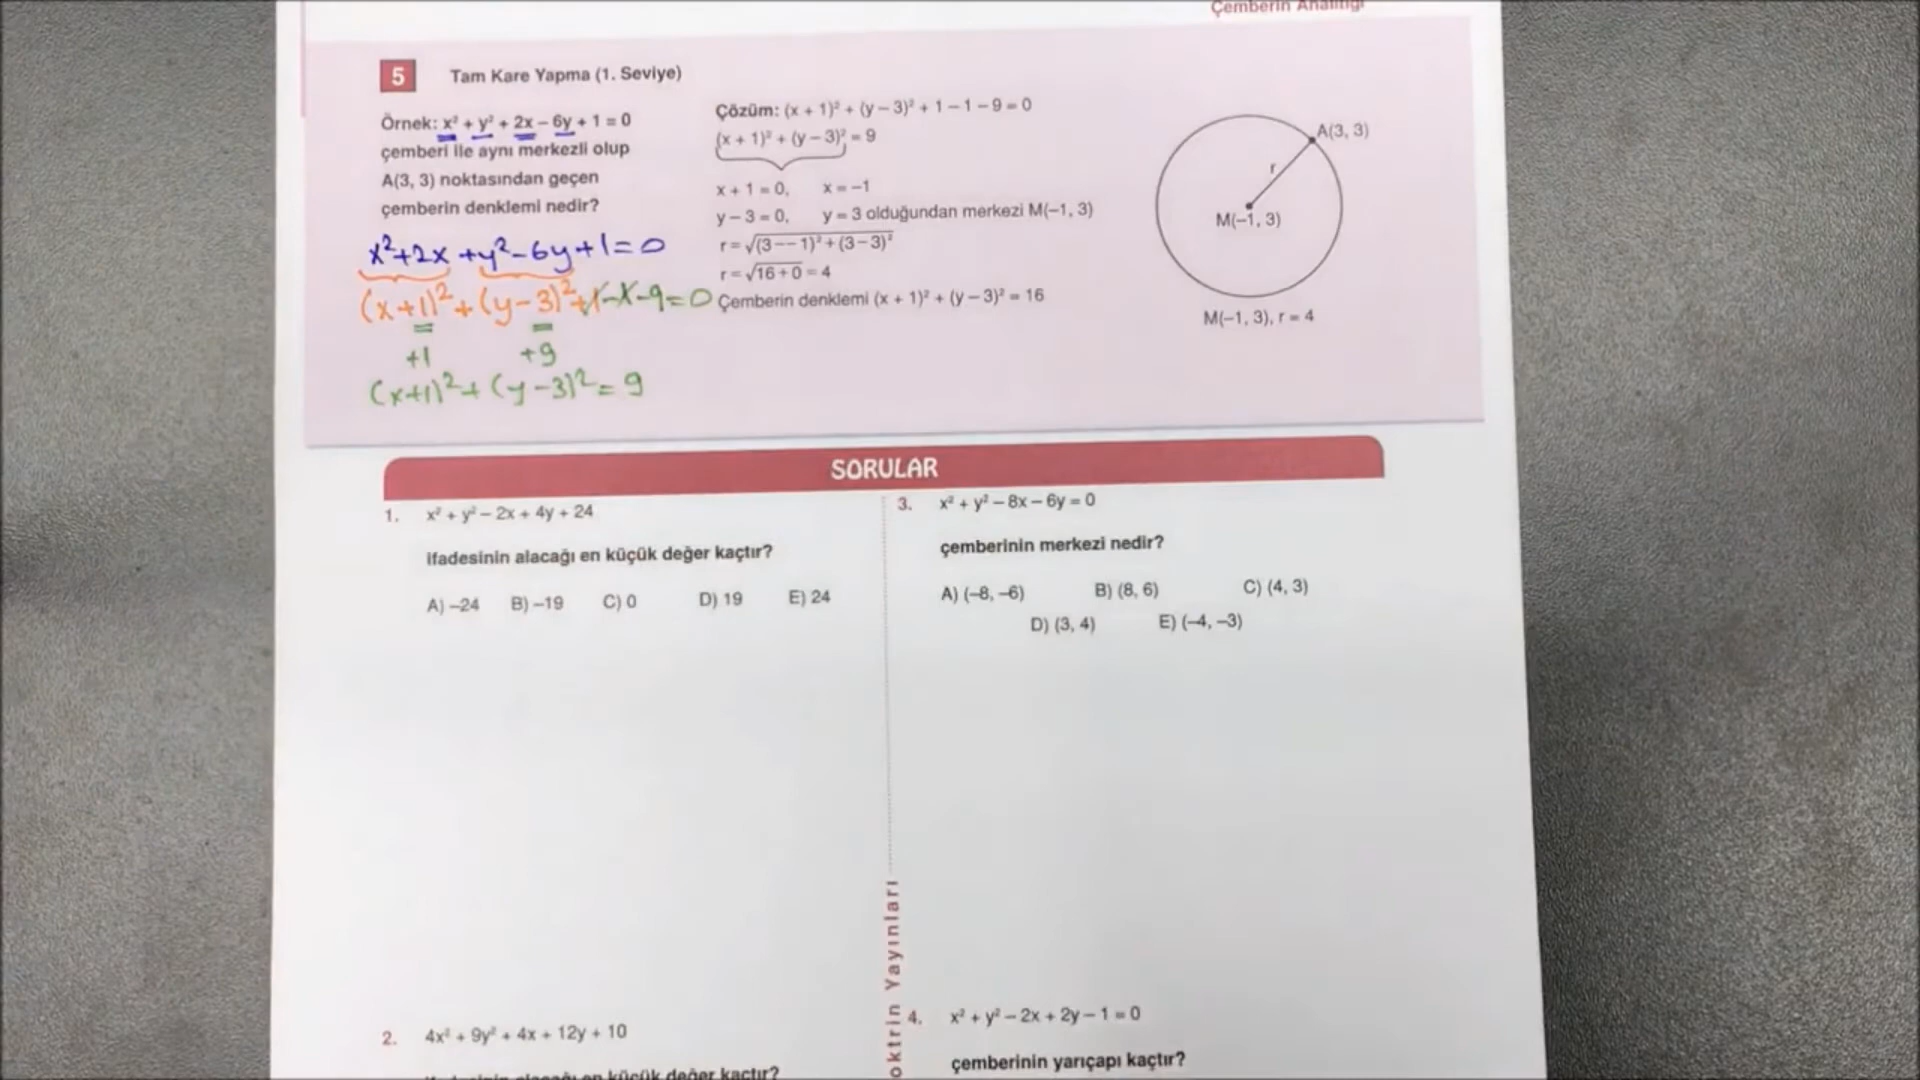 Çemberin Analitiği
5 Tam Kare Yapma (1. Seviye)
Örnek: x² + y² + 2x – 6y + 1 = 0
çemberi ile aynı merkezli olup
A(3, 3) noktasından geçen
çemberin denklemi nedir?
x²+2x +y²-6y+1=0
(x+1)²+(y-3)²+1-1-9=0
+1 +9
(x+1)²+(y-3)²=9
Çözüm: (x + 1)² + (y – 3)² + 1 – 1 – 9 = 0
(x + 1)² + (y – 3)² = 9
x + 1 = 0, x = –1
y – 3 = 0, y = 3 olduğundan merkezi M(–1, 3)
r = √(3 – – 1)² + (3 – 3)²
r = √16 + 0 = 4
Çemberin denklemi (x + 1)² + (y – 3)² = 16
A(3, 3)
r
M(–1, 3)
M(–1, 3), r = 4
SORULAR
1. x² + y² – 2x + 4y + 24
ifadesinin alacağı en küçük değer kaçtır?
A) –24 B) –19 C) 0 D) 19 E) 24
2. 4x² + 9y² + 4x + 12y + 10
ifadesinin alacağı en küçük değer kaçtır?
3. x² + y² – 8x – 6y = 0
çemberinin merkezi nedir?
A) (–8, –6) B) (8, 6) C) (4, 3)
D) (3, 4) E) (–4, –3)
4. x² + y² – 2x + 2y – 1 = 0
çemberinin yarıçapı kaçtır?
oktrin Yayınları